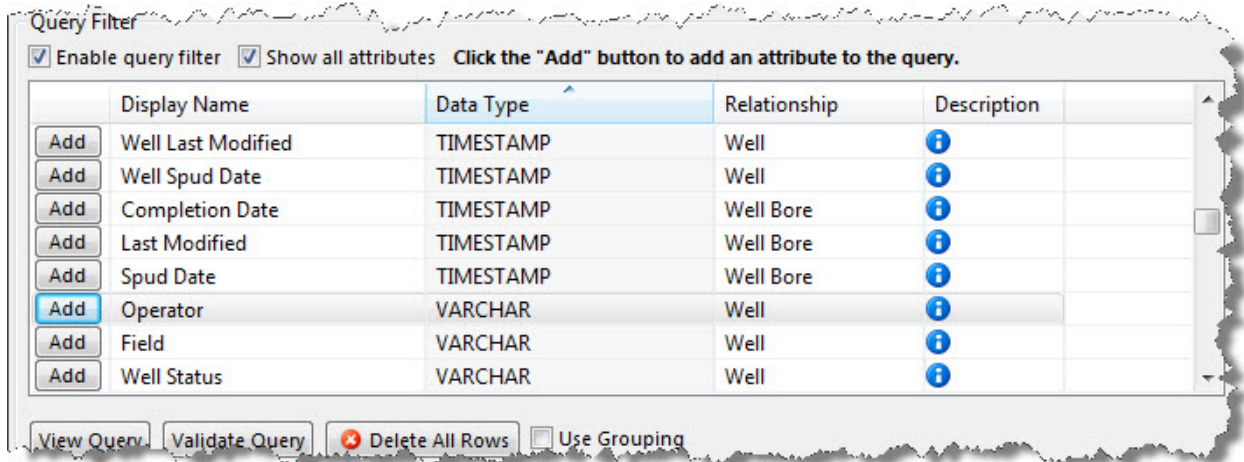 Query Filter
Enable query filter Show all attributes Click the "Add" button to add an attribute to the query.
Display Name Data Type Relationship Description
Add Well Last Modified TIMESTAMP Well
Add Well Spud Date TIMESTAMP Well
Add Completion Date TIMESTAMP Well Bore
Add Last Modified TIMESTAMP Well Bore
Add Spud Date TIMESTAMP Well Bore
Add Operator VARCHAR Well
Add Field VARCHAR Well
Add Well Status VARCHAR Well
View Query Validate Query Delete All Rows Use Grouping